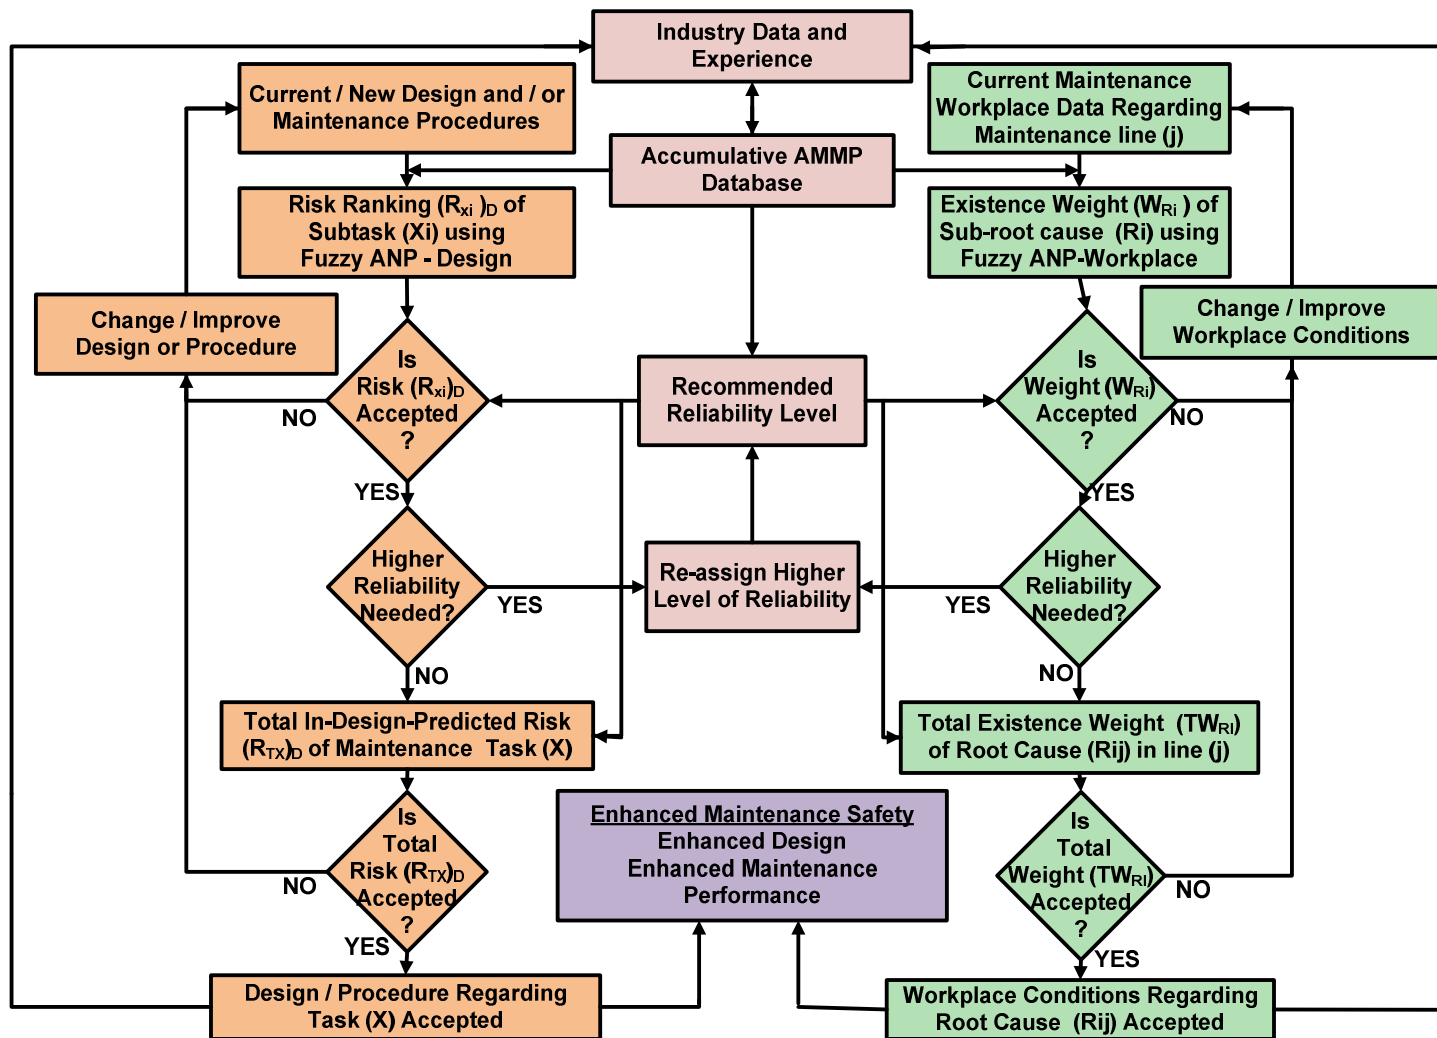 Industry Data and
Experience
Current / New Design and / or
Maintenance Procedures
Current Maintenance
Workplace Data Regarding
Maintenance line (j)
Accumulative AMMP
Database
Risk Ranking (Rxi )D of
Subtask (Xi) using
Fuzzy ANP - Design
Existence Weight (WRi ) of
Sub-root cause (Ri) using
Fuzzy ANP-Workplace
Change / Improve
Design or Procedure
Change / Improve
Workplace Conditions
Is
Risk (Rxi)D
Accepted
?
NO
YES
Recommended
Reliability Level
Is
Weight (WRi)
Accepted
?
NO
YES
Higher
Reliability
Needed?
YES
NO
Re-assign Higher
Level of Reliability
Higher
Reliability
Needed?
YES
NO
Total In-Design-Predicted Risk
(RTX)D of Maintenance Task (X)
Total Existence Weight (TWRI)
of Root Cause (Rij) in line (j)
Is
Total
Risk (RTX)D
Accepted
?
NO
YES
Enhanced Maintenance Safety
Enhanced Design
Enhanced Maintenance
Performance
Is
Total
Weight (TWRI)
Accepted
?
NO
YES
Design / Procedure Regarding
Task (X) Accepted
Workplace Conditions Regarding
Root Cause (Rij) Accepted